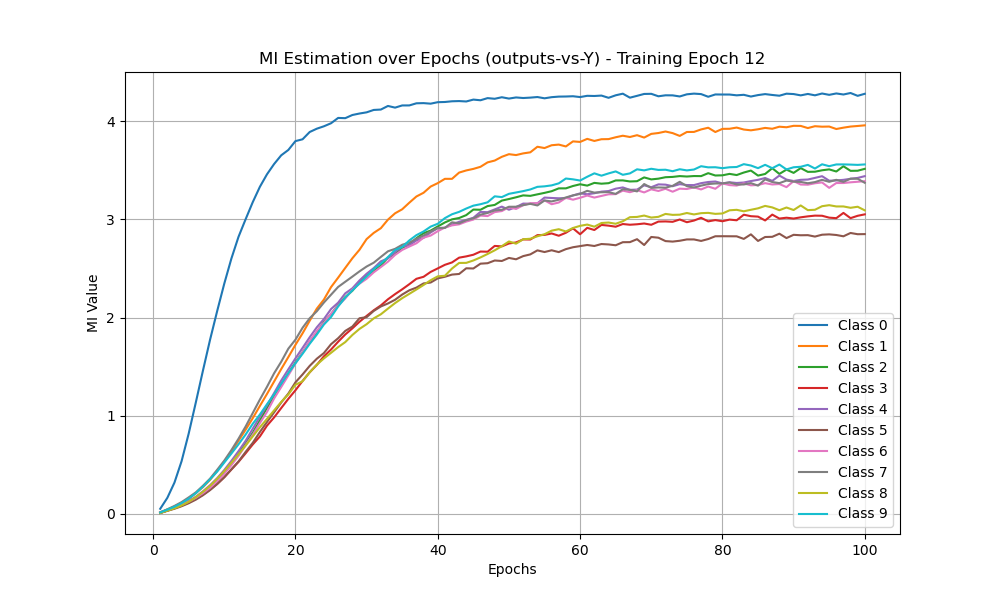 MI Estimation over Epochs (outputs-vs-Y) - Training Epoch 12
MI Value
4
3
2
1
0
0 20 40 60 80 100
Epochs
Class 0
Class 1
Class 2
Class 3
Class 4
Class 5
Class 6
Class 7
Class 8
Class 9